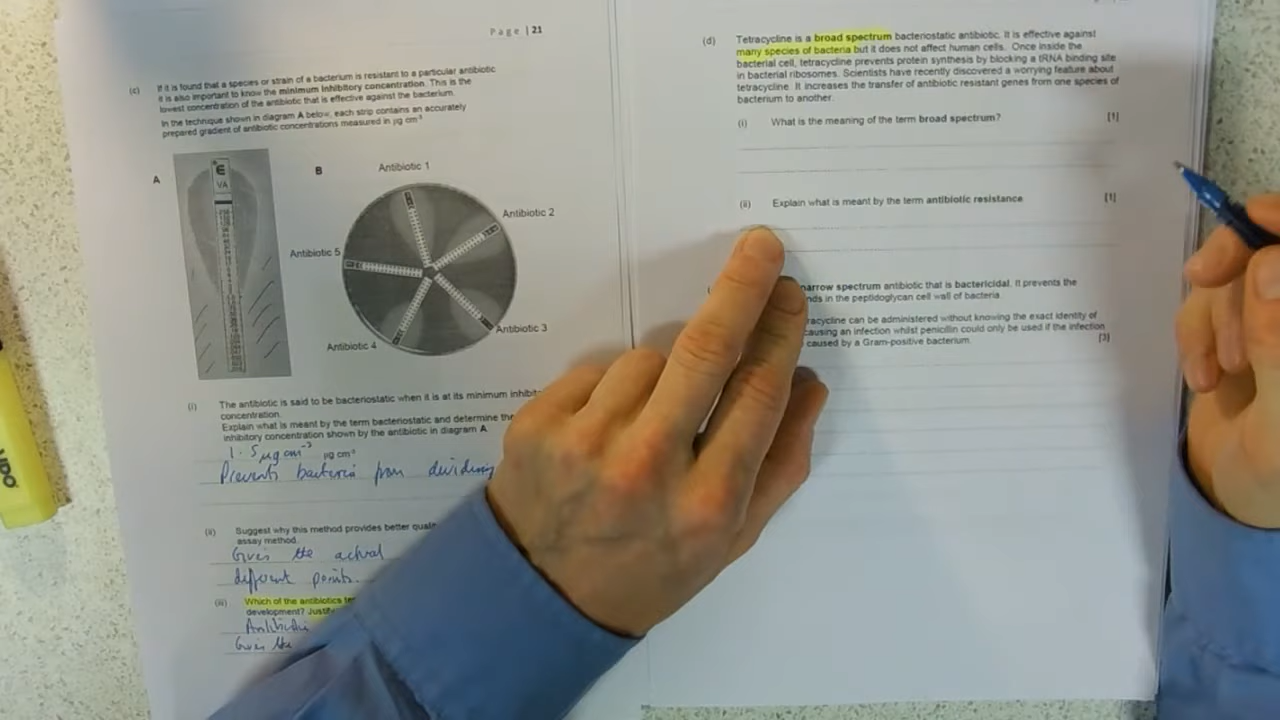 Page | 21
(c) If it is found that a species or strain of a bacterium is resistant to a particular antibiotic
it is also important to know the minimum inhibitory concentration. This is the
lowest concentration of the antibiotic that is effective against the bacterium.
In the technique shown in diagram A below, each strip contains an accurately
prepared gradient of antibiotic concentrations measured in µg cm⁻³
A
B
Antibiotic 1
Antibiotic 2
Antibiotic 5
Antibiotic 3
Antibiotic 4
E
VA
(i) The antibiotic is said to be bacteriostatic when it is at its minimum
concentration.
Explain what is meant by the term bacteriostatic and determine the
inhibitory concentration shown by the antibiotic in diagram A.
1.5 µg cm⁻³ µg cm⁻³
Prevents bacteria from dividing
(ii) Suggest why this method provides better
assay method.
Gives the actual
different points.
(iii) Which of the antibiotics
development?
Gives the
(d) Tetracycline is a broad spectrum bacteriostatic antibiotic. It is effective against
many species of bacteria but it does not affect human cells. Once inside the
bacterial cell, tetracycline prevents protein synthesis by blocking a tRNA binding site
in bacterial ribosomes. Scientists have recently discovered a worrying feature about
tetracycline. It increases the transfer of antibiotic resistant genes from one species of
bacterium to another.
(i) What is the meaning of the term broad spectrum? [1]
(ii) Explain what is meant by the term antibiotic resistance [1]
narrow spectrum antibiotic that is bactericidal. It prevents the
in the peptidoglycan cell wall of bacteria.
can be administered without knowing the exact identity of
causing an infection whilst penicillin could only be used if the infection
caused by a Gram-positive bacterium. [3]